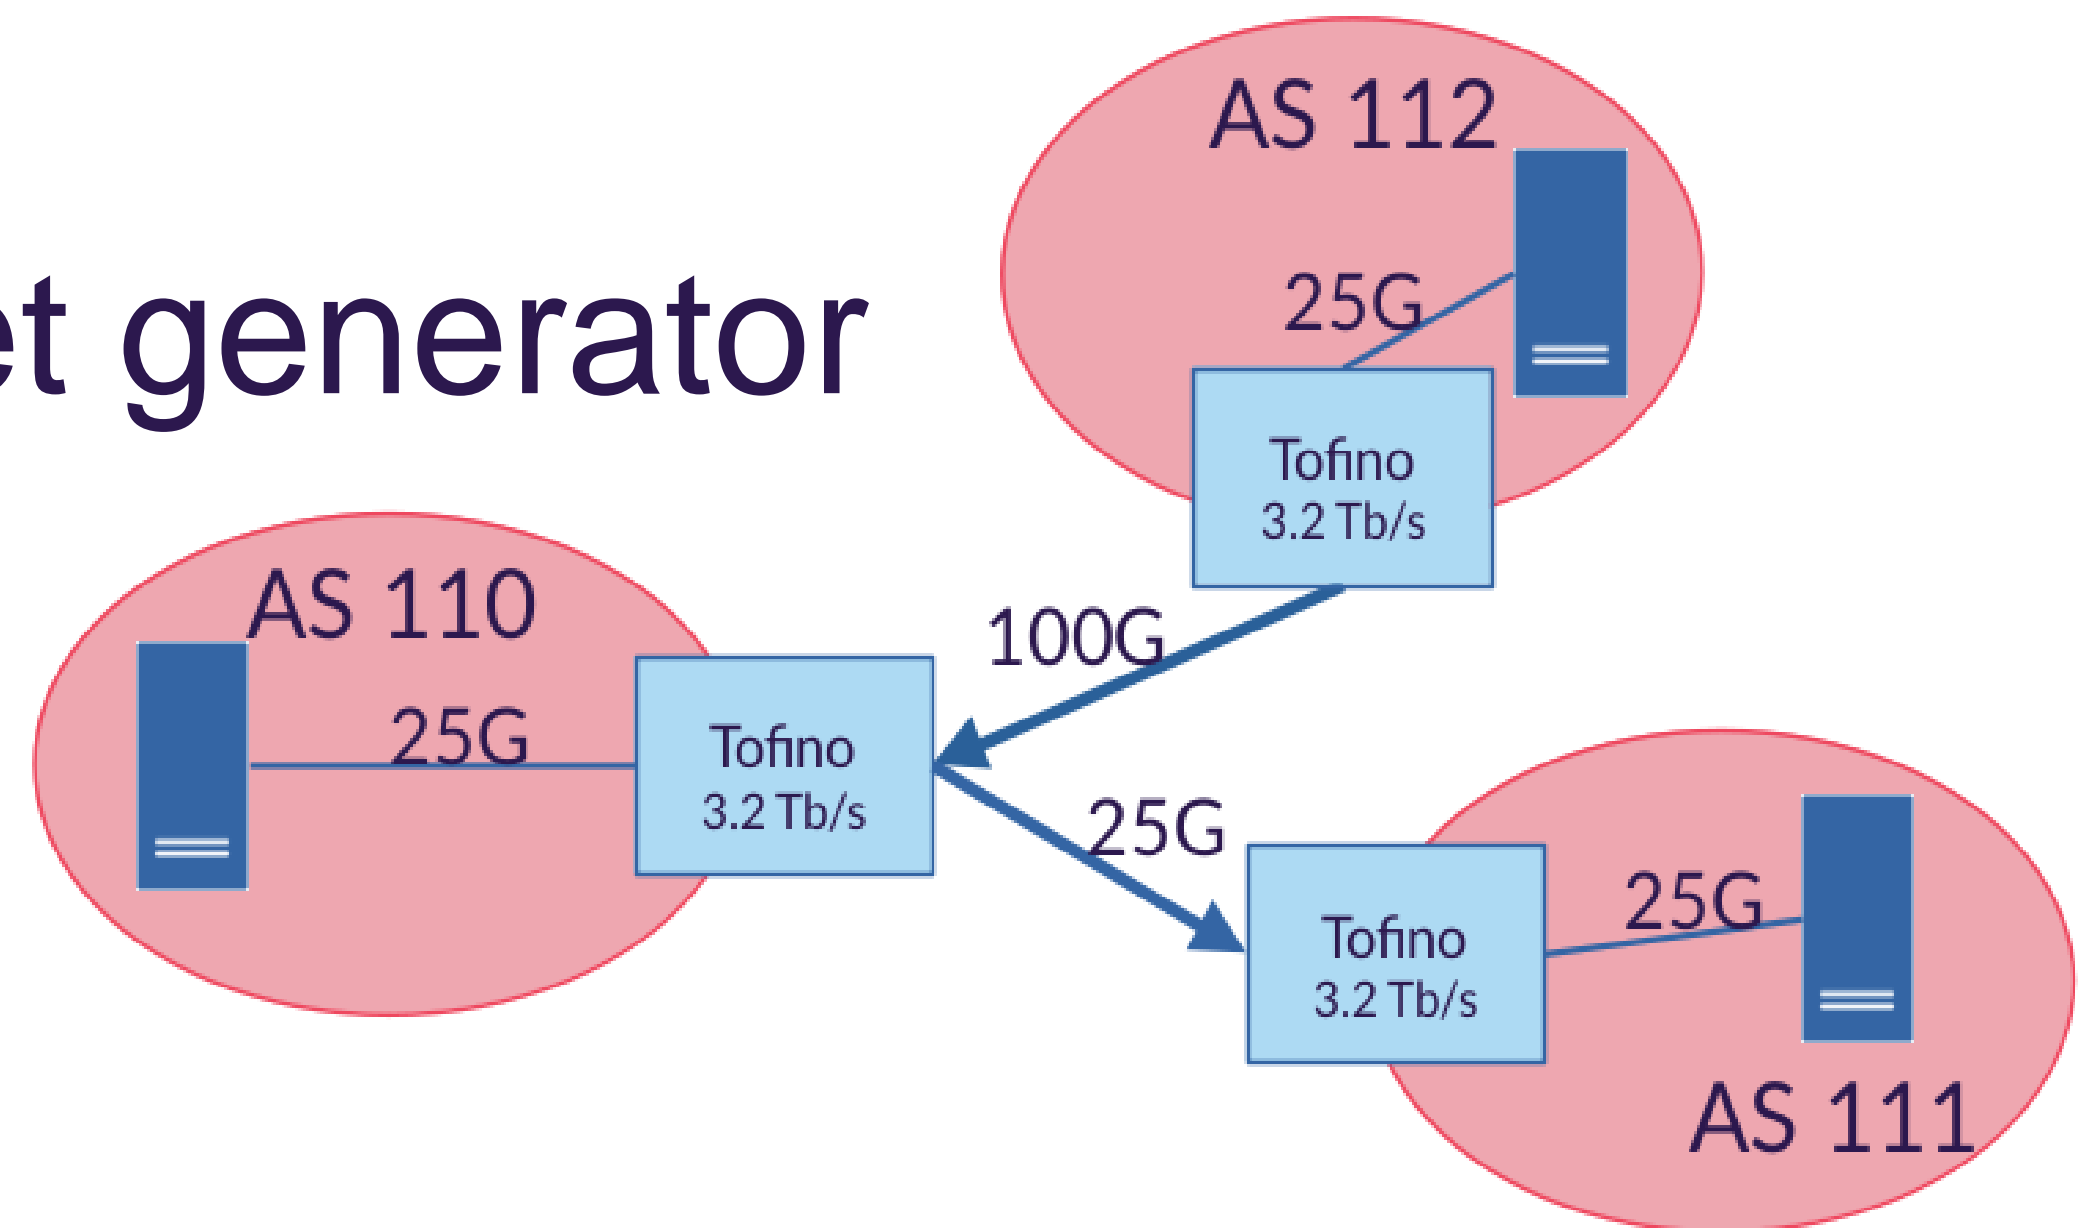 AS 112
25G
et generator
Tofino
3.2 Tb/s
AS 110
100G
25G
Tofino
3.2 Tb/s
25G
25G
Tofino
3.2 Tb/s
AS 111